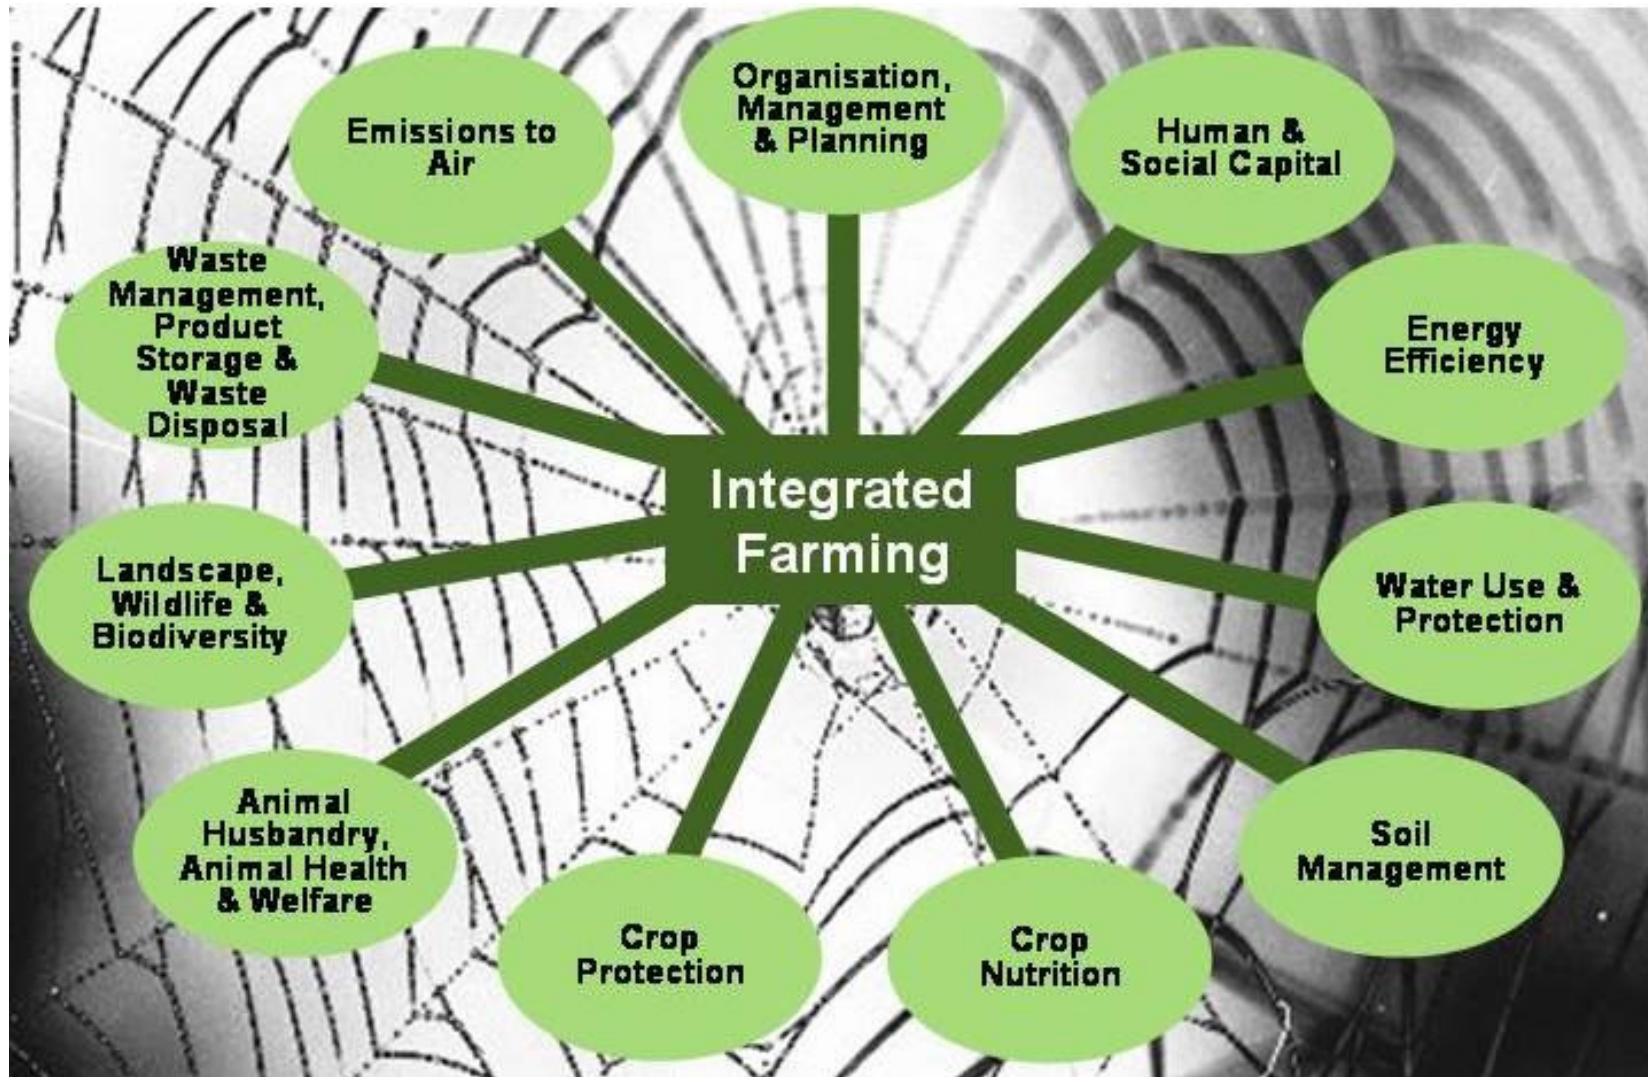 Organisation,
Management
& Planning
Human &
Social Capital
Energy
Efficiency
Water Use &
Protection
Soil
Management
Crop
Nutrition
Crop
Protection
Animal
Husbandry,
Animal Health
& Welfare
Landscape,
Wildlife &
Biodiversity
Waste
Management,
Product
Storage &
Waste
Disposal
Emissions to
Air
Integrated
Farming